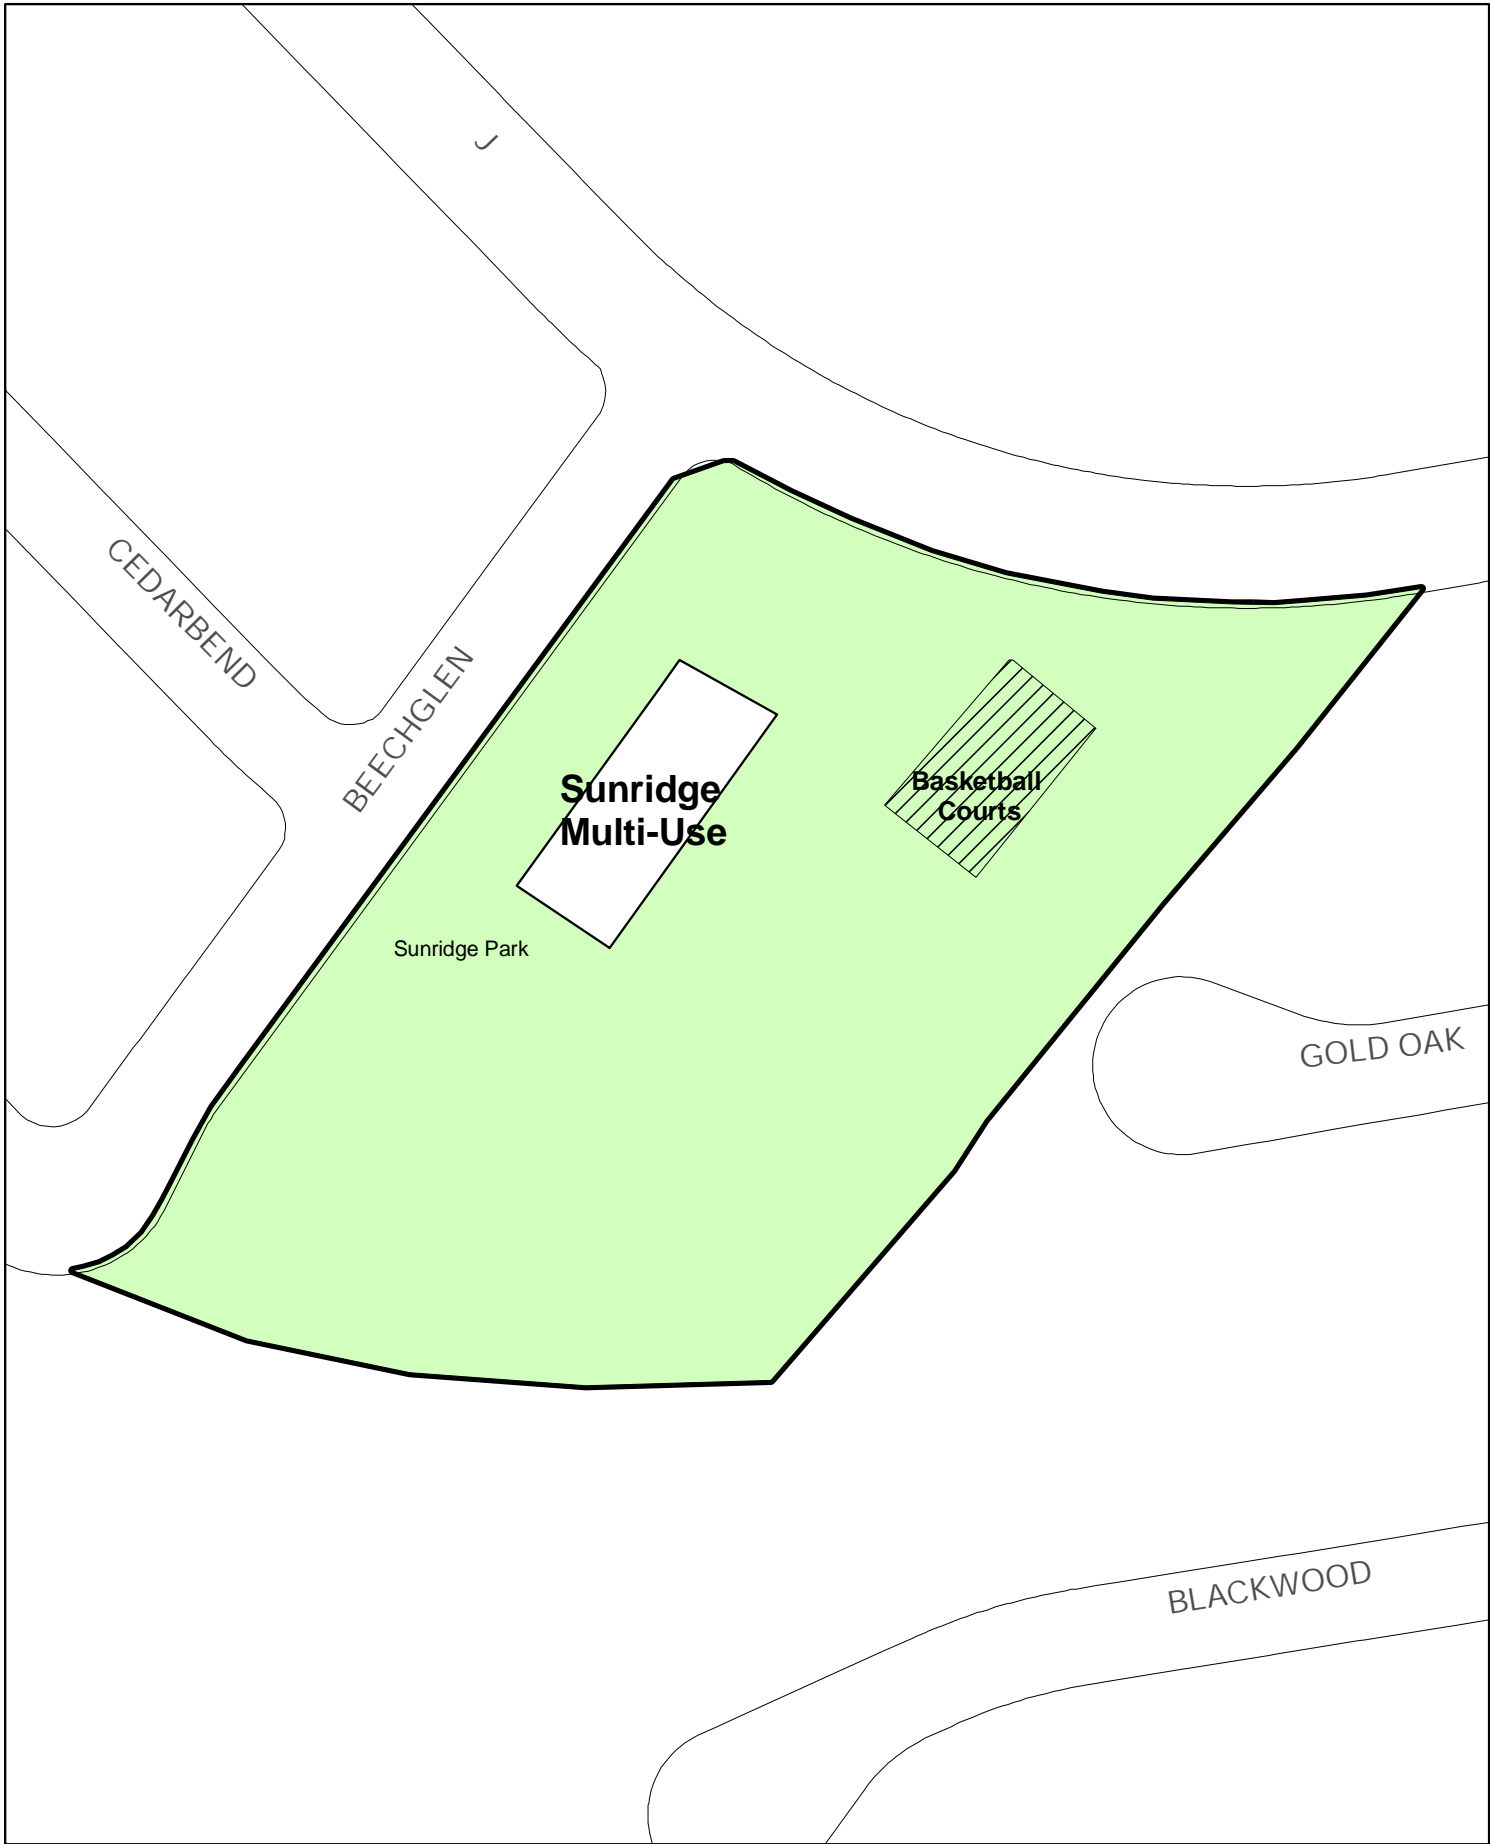 J
CEDARBEND
BEECHGLEN
Sunridge
Multi-Use
Basketball
Courts
Sunridge Park
GOLD OAK
BLACKWOOD